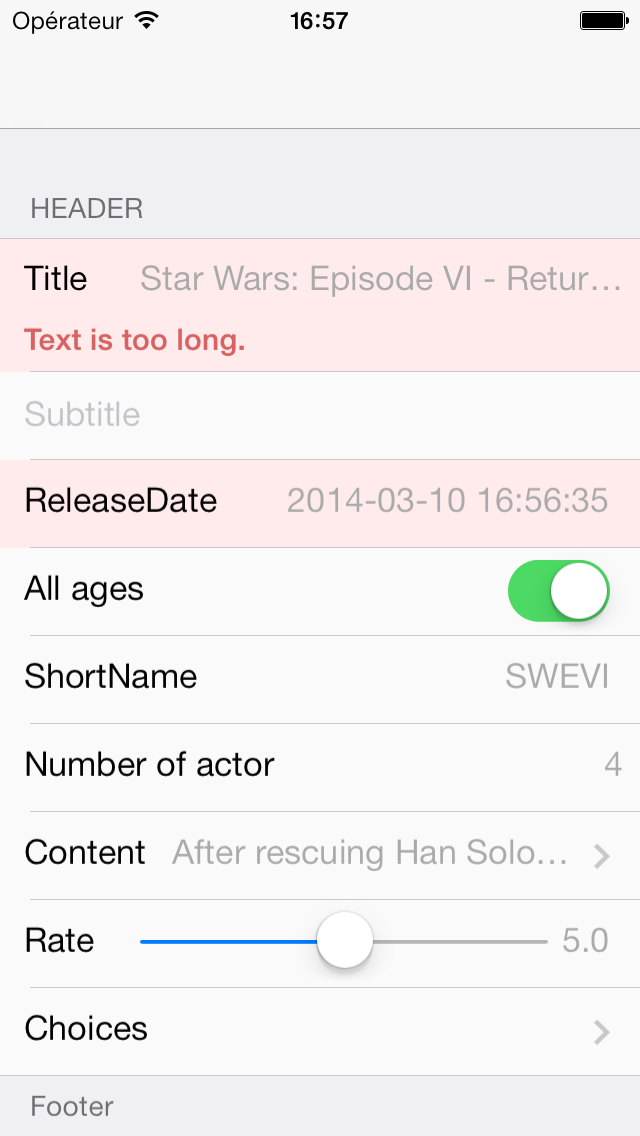 Opérateur 16:57
HEADER
Title Star Wars: Episode VI - Retur...
Text is too long.
Subtitle
ReleaseDate 2014-03-10 16:56:35
All ages
ShortName SWEVI
Number of actor 4
Content After rescuing Han Solo...
Rate 5.0
Choices
Footer